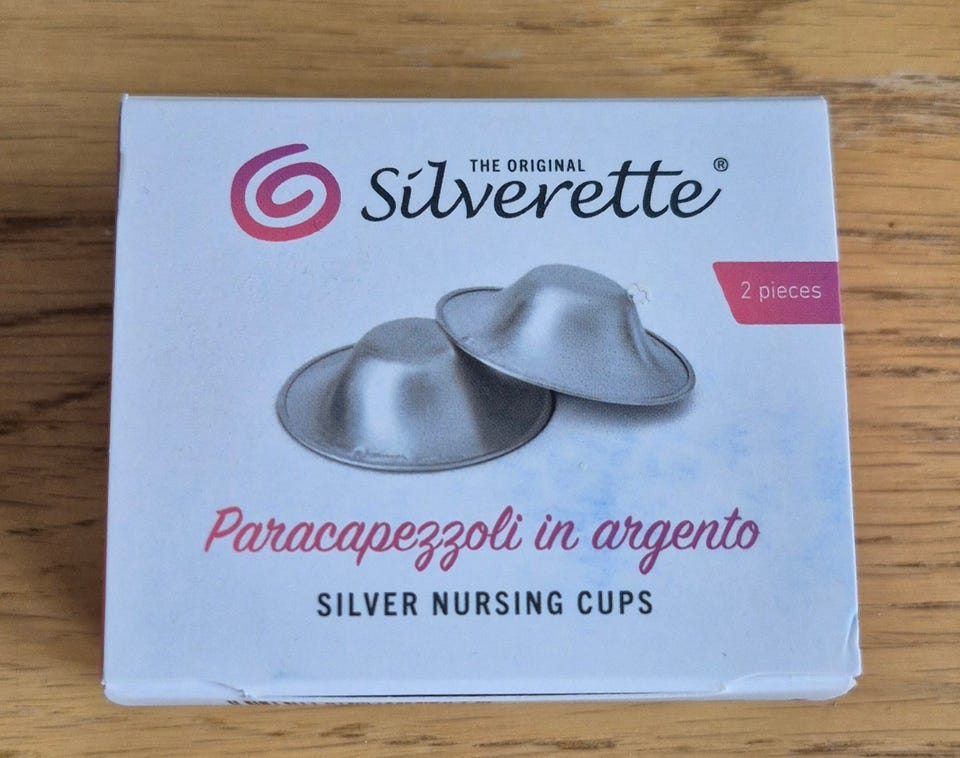 THE ORIGINAL
Silverette®
2 pieces
Paracapezzoli in argento
SILVER NURSING CUPS